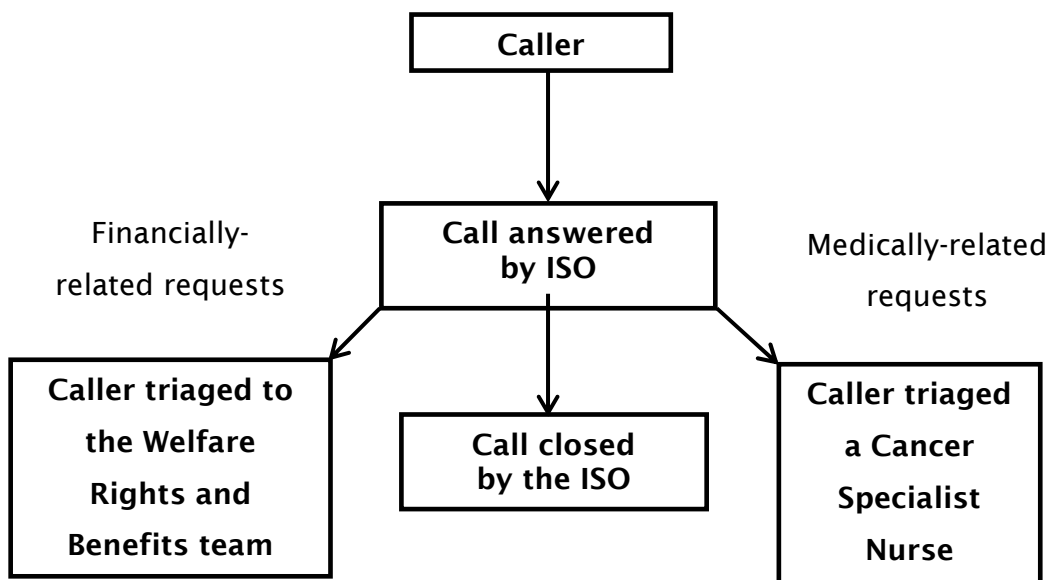 Caller
Call answered
by ISO
Financially-
related requests
Medically-related
requests
Caller triaged to
the Welfare
Rights and
Benefits team
Call closed
by the ISO
Caller triaged
a Cancer
Specialist
Nurse